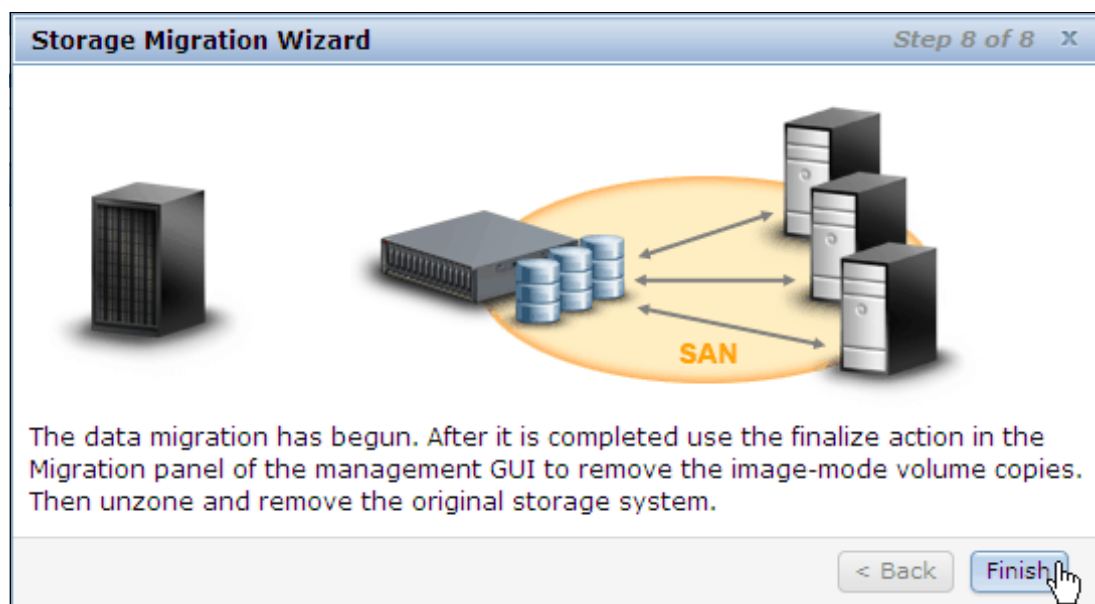 Storage Migration Wizard
Step 8 of 8 X
SAN
The data migration has begun. After it is completed use the finalize action in the
Migration panel of the management GUI to remove the image-mode volume copies.
Then unzone and remove the original storage system.
< Back
Finish